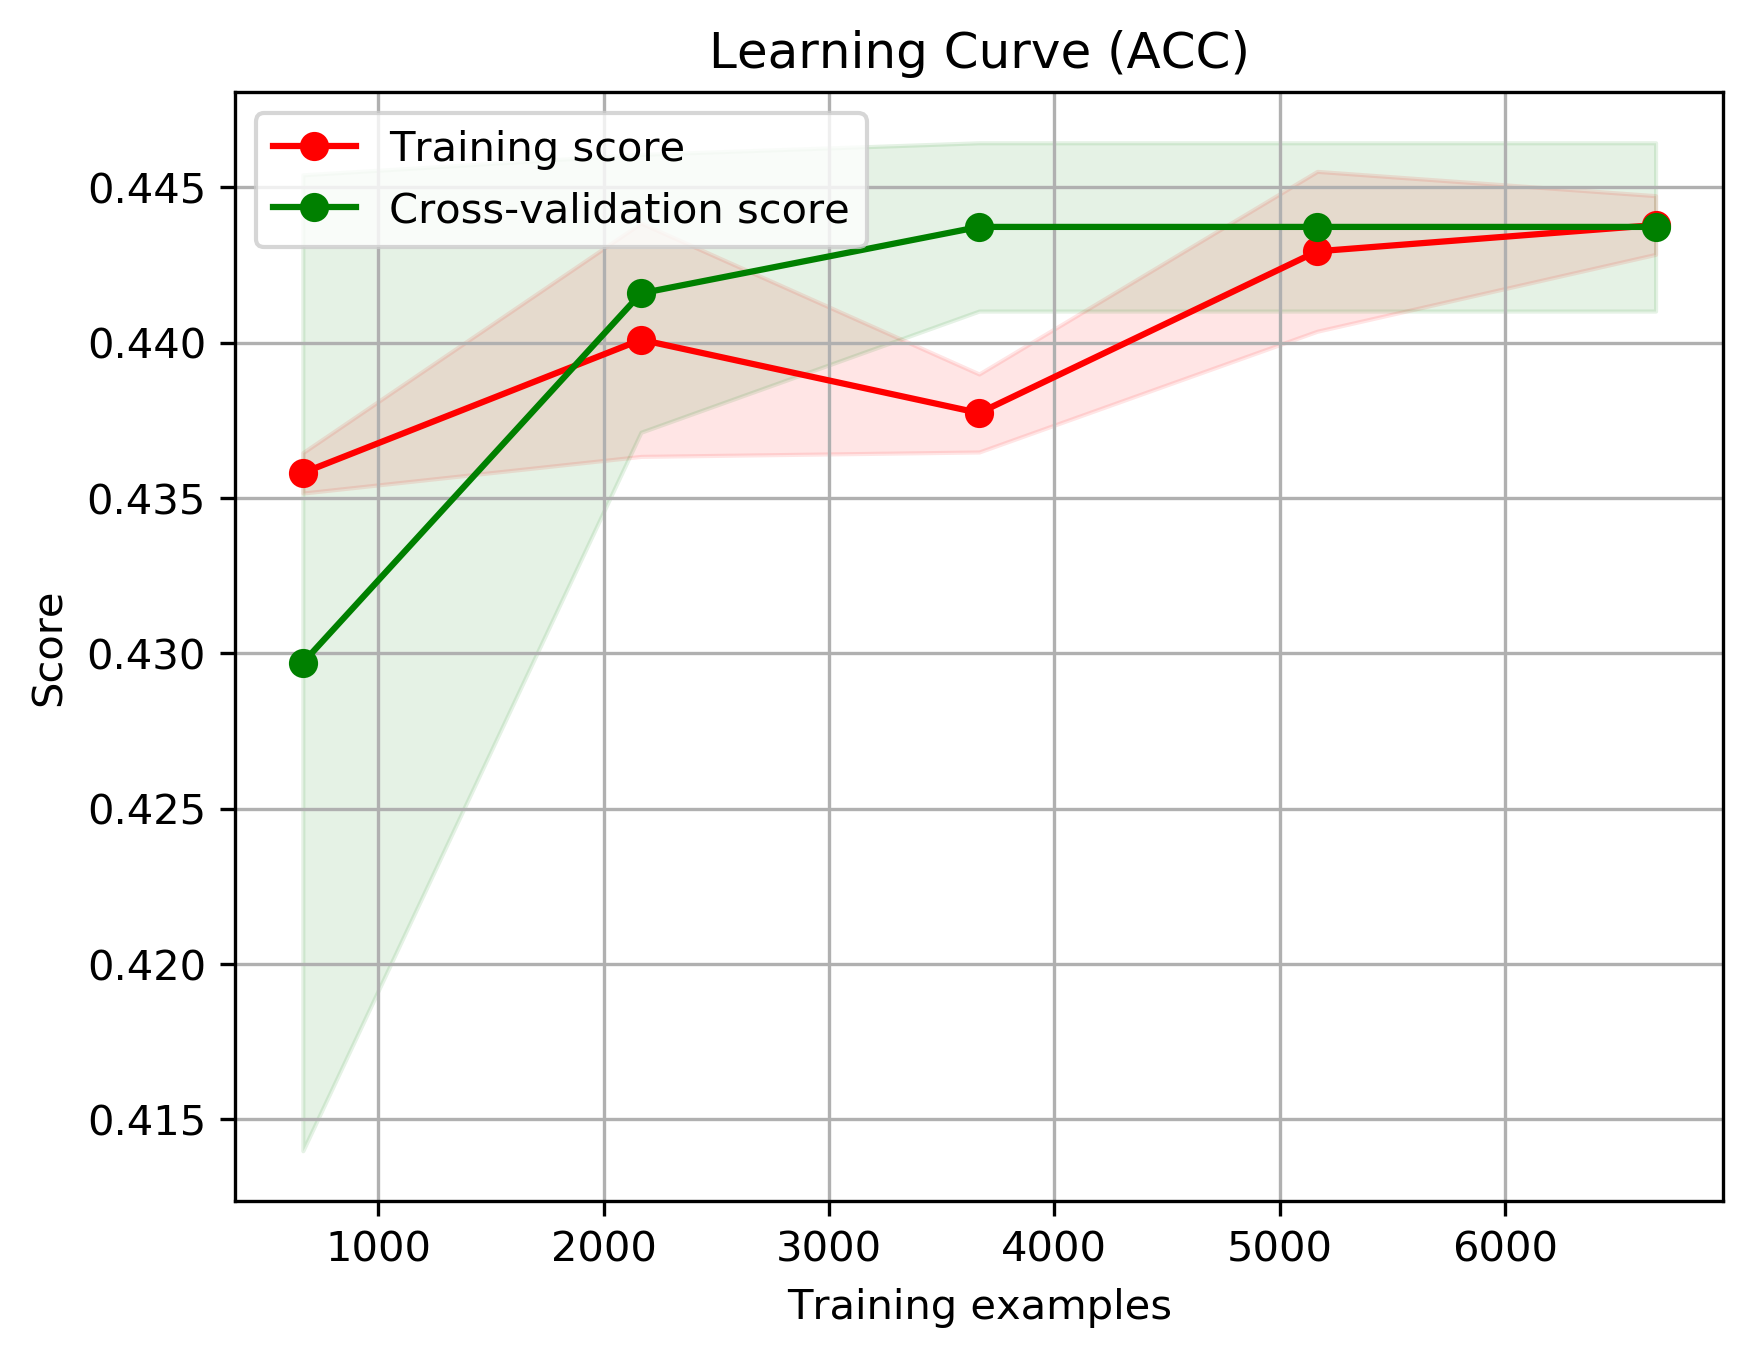 Learning Curve (ACC)
Training score
Cross-validation score
0.445
0.440
0.435
0.430
0.425
0.420
0.415
Score
1000 2000 3000 4000 5000 6000
Training examples